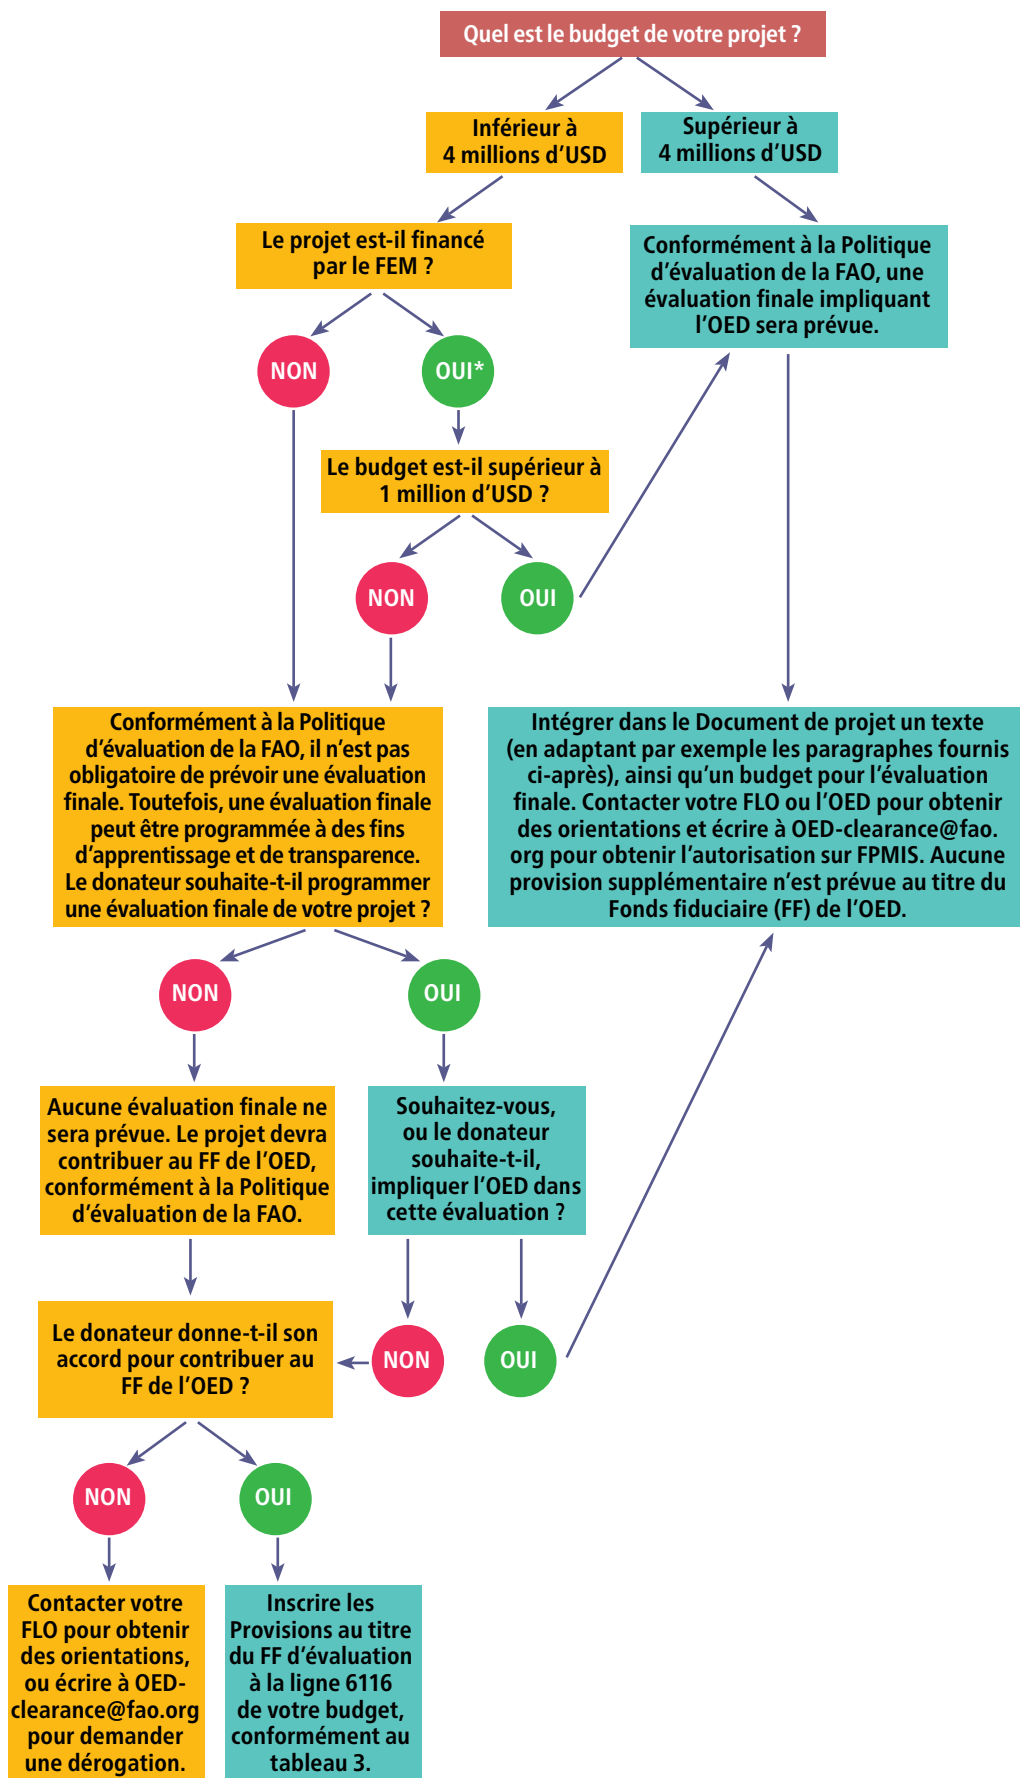 Quel est le budget de votre projet ?
Inférieur à
4 millions d’USD
Supérieur à
4 millions d’USD
Le projet est-il financé
par le FEM ?
Conformément à la Politique
d’évaluation de la FAO, une
évaluation finale impliquant
l’OED sera prévue.
NON
OUI*
Le budget est-il supérieur à
1 million d’USD ?
NON
OUI
Conformément à la Politique
d’évaluation de la FAO, il n’est pas
obligatoire de prévoir une évaluation
finale. Toutefois, une évaluation finale
peut être programmée à des fins
d’apprentissage et de transparence.
Le donateur souhaite-t-il programmer
une évaluation finale de votre projet ?
Intégrer dans le Document de projet un texte
(en adaptant par exemple les paragraphes fournis
ci-après), ainsi qu’un budget pour l’évaluation
finale. Contacter votre FLO ou l’OED pour obtenir
des orientations et écrire à OED-clearance@fao.
org pour obtenir l’autorisation sur FPMIS. Aucune
provision supplémentaire n’est prévue au titre du
Fonds fiduciaire (FF) de l’OED.
NON
OUI
Aucune évaluation finale ne
sera prévue. Le projet devra
contribuer au FF de l’OED,
conformément à la Politique
d’évaluation de la FAO.
Souhaitez-vous,
ou le donateur
souhaite-t-il,
impliquer l’OED dans
cette évaluation ?
Le donateur donne-t-il son
accord pour contribuer au
FF de l’OED ?
NON
OUI
NON
OUI
Contacter votre
FLO pour obtenir
des orientations,
ou écrire à OED-
clearance@fao.org
pour demander
une dérogation.
Inscrire les
Provisions au titre
du FF d’évaluation
à la ligne 6116
de votre budget,
conformément au
tableau 3.